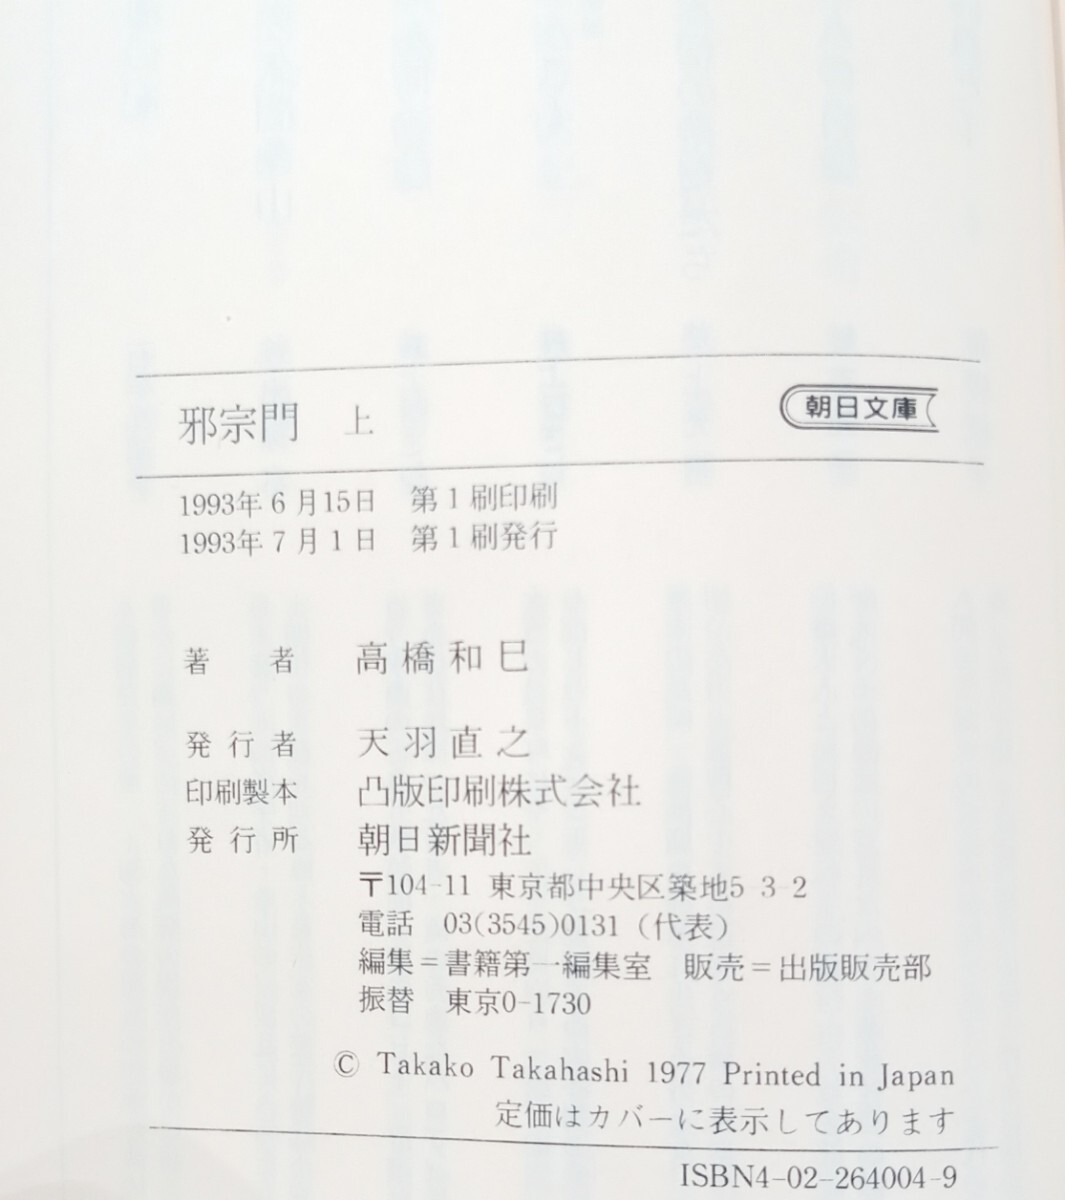 邪宗門 上
朝日文庫
1993年6月15日 第1刷印刷
1993年7月1日 第1刷発行
著者 高橋和巳
発行者 天羽直之
印刷製本 凸版印刷株式会社
発行所 朝日新聞社
〒104-11 東京都中央区築地5-3-2
電話 03(3545)0131（代表）
編集＝書籍第一編集室 販売＝出版販売部
振替 東京0-1730
© Takako Takahashi 1977 Printed in Japan
定価はカバーに表示してあります
ISBN4-02-264004-9